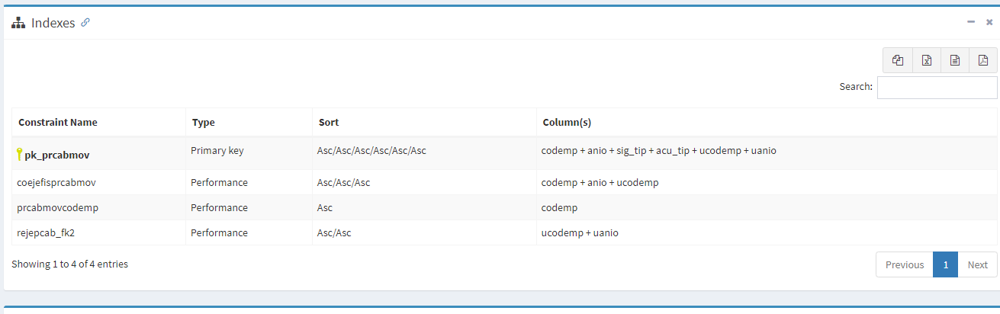 Indexes
Search:
Constraint Name Type Sort Column(s)
pk_prcabmov Primary key Asc/Asc/Asc/Asc/Asc/Asc codemp + anio + sig_tip + acu_tip + ucodemp + uanio
coejefisprcabmov Performance Asc/Asc/Asc codemp + anio + ucodemp
prcabmovcodemp Performance Asc codemp
rejepcab_fk2 Performance Asc/Asc ucodemp + uanio
Showing 1 to 4 of 4 entries
Previous 1 Next